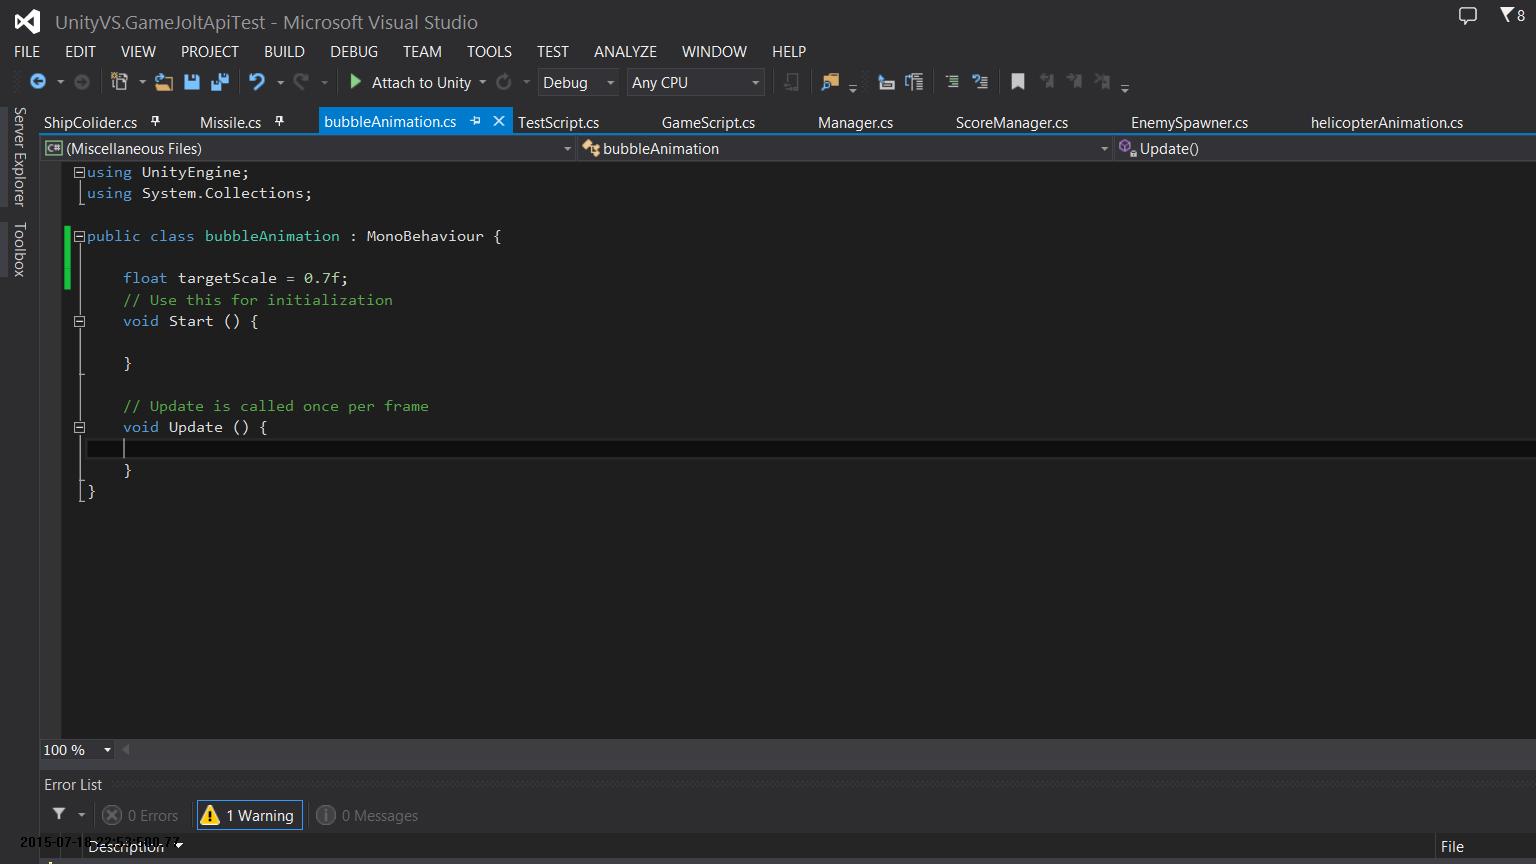 UnityVS.GameJoltApiTest - Microsoft Visual Studio
8
FILE EDIT VIEW PROJECT BUILD DEBUG TEAM TOOLS TEST ANALYZE WINDOW HELP
Attach to Unity Debug Any CPU
Server Explorer
Toolbox
ShipColider.cs Missile.cs bubbleAnimation.cs TestScript.cs GameScript.cs Manager.cs ScoreManager.cs EnemySpawner.cs helicopterAnimation.cs
C# (Miscellaneous Files) bubbleAnimation Update()
using UnityEngine;
using System.Collections;
public class bubbleAnimation : MonoBehaviour {
float targetScale = 0.7f;
// Use this for initialization
void Start () {
}
// Update is called once per frame
void Update () {
}
}
100 %
Error List
0 Errors 1 Warning 0 Messages
Description File